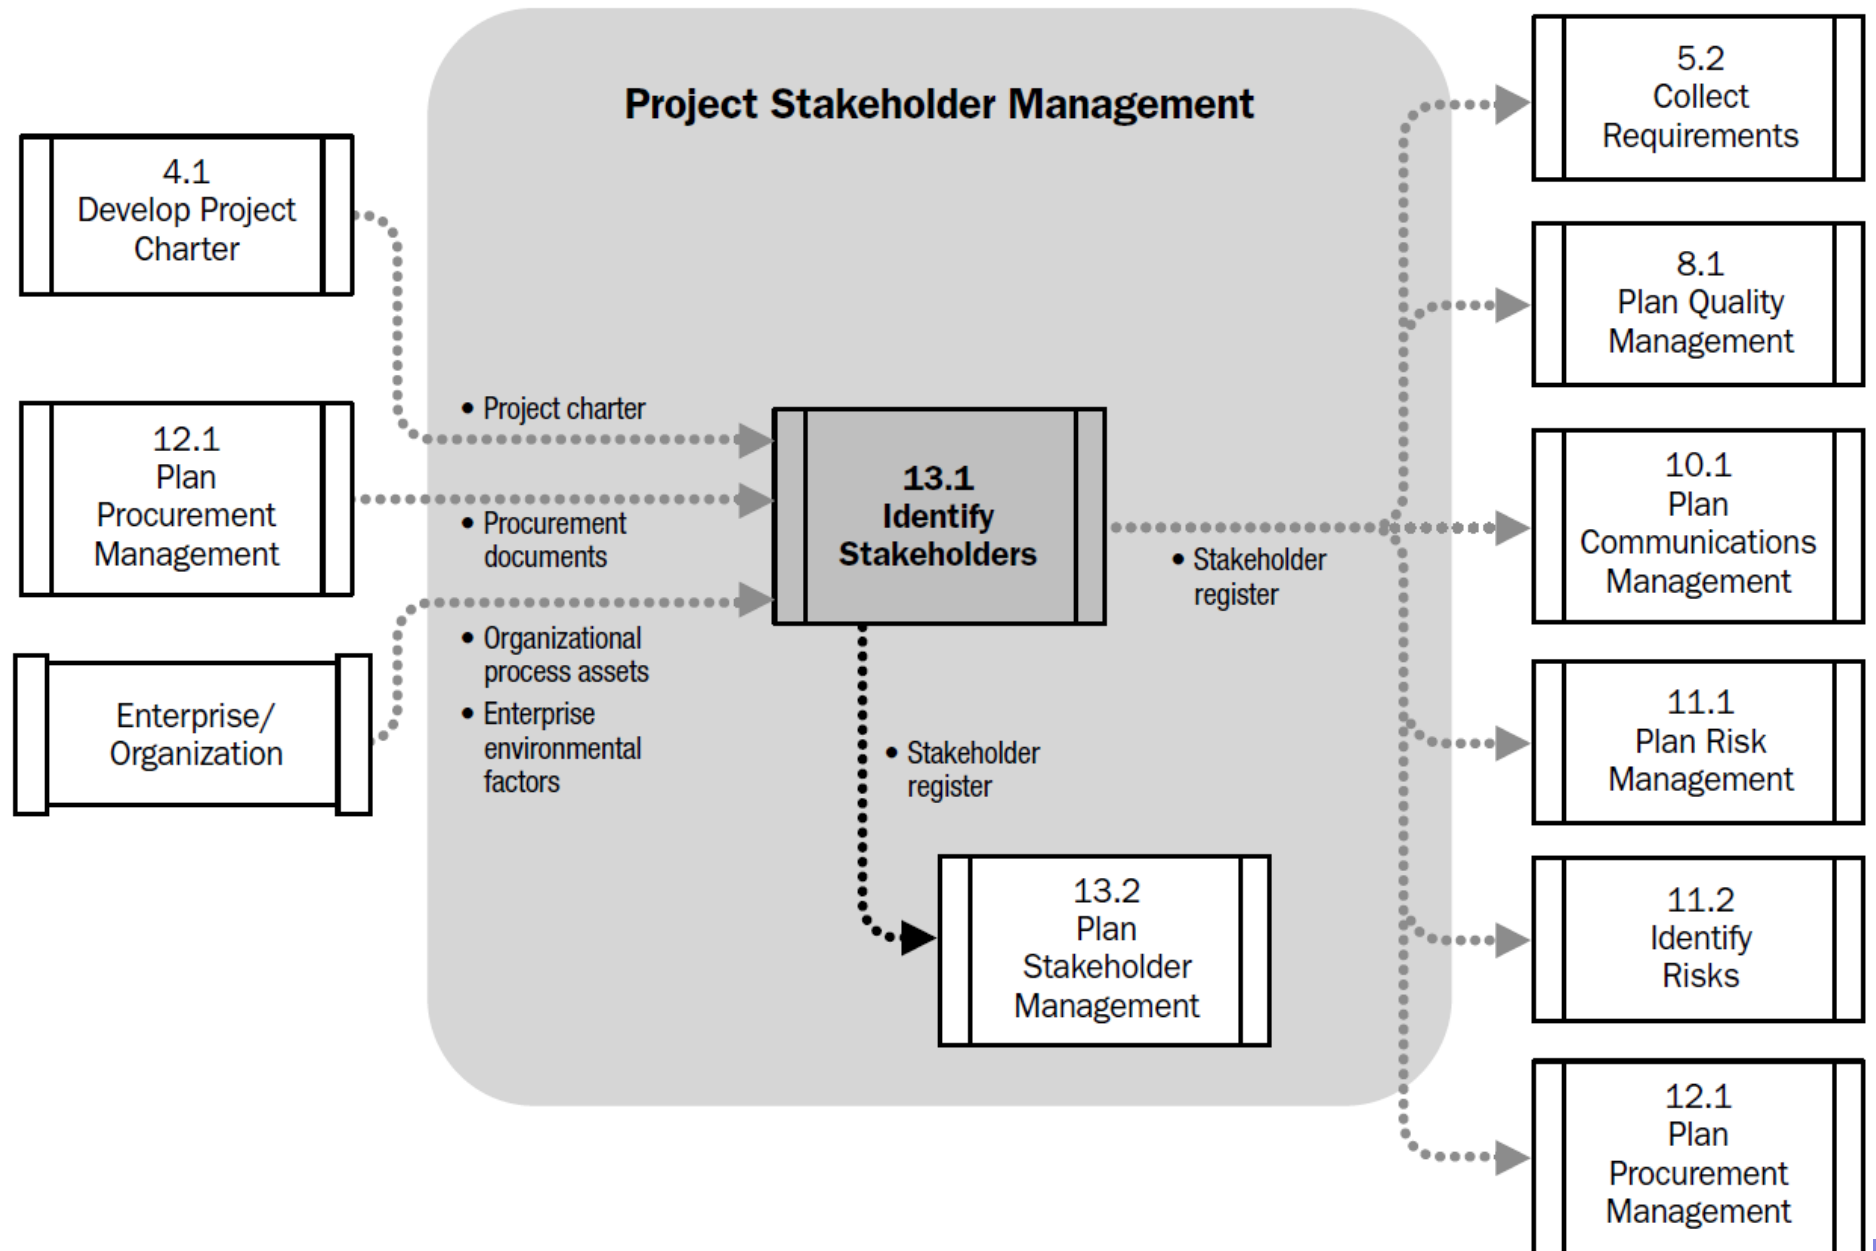 Project Stakeholder Management
4.1
Develop Project
Charter
12.1
Plan
Procurement
Management
Enterprise/
Organization
• Project charter
• Procurement
documents
• Organizational
process assets
• Enterprise
environmental
factors
13.1
Identify
Stakeholders
• Stakeholder
register
• Stakeholder
register
13.2
Plan
Stakeholder
Management
5.2
Collect
Requirements
8.1
Plan Quality
Management
10.1
Plan
Communications
Management
11.1
Plan Risk
Management
11.2
Identify
Risks
12.1
Plan
Procurement
Management